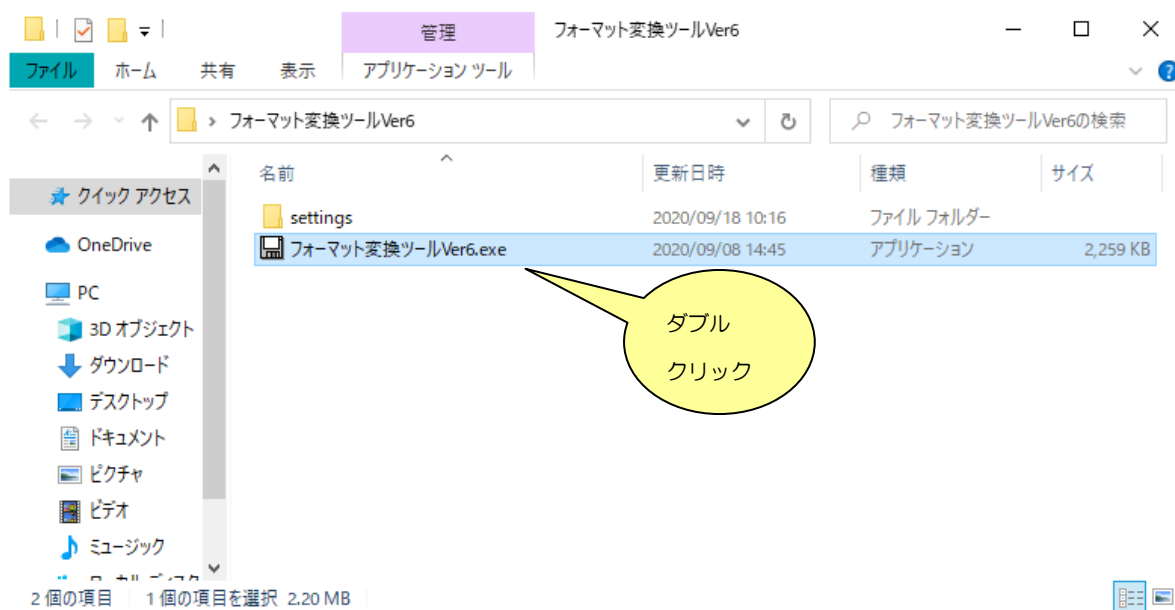 管理
フォーマット変換ツールVer6
ファイル ホーム 共有 表示 アプリケーション ツール
フォーマット変換ツールVer6
フォーマット変換ツールVer6の検索
名前 更新日時 種類 サイズ
settings 2020/09/18 10:16 ファイル フォルダー
フォーマット変換ツールVer6.exe 2020/09/08 14:45 アプリケーション 2,259 KB
クイック アクセス
OneDrive
PC
3D オブジェクト
ダウンロード
デスクトップ
ドキュメント
ピクチャ
ビデオ
ミュージック
ダブル
クリック
2 個の項目 1 個の項目を選択 2.20 MB